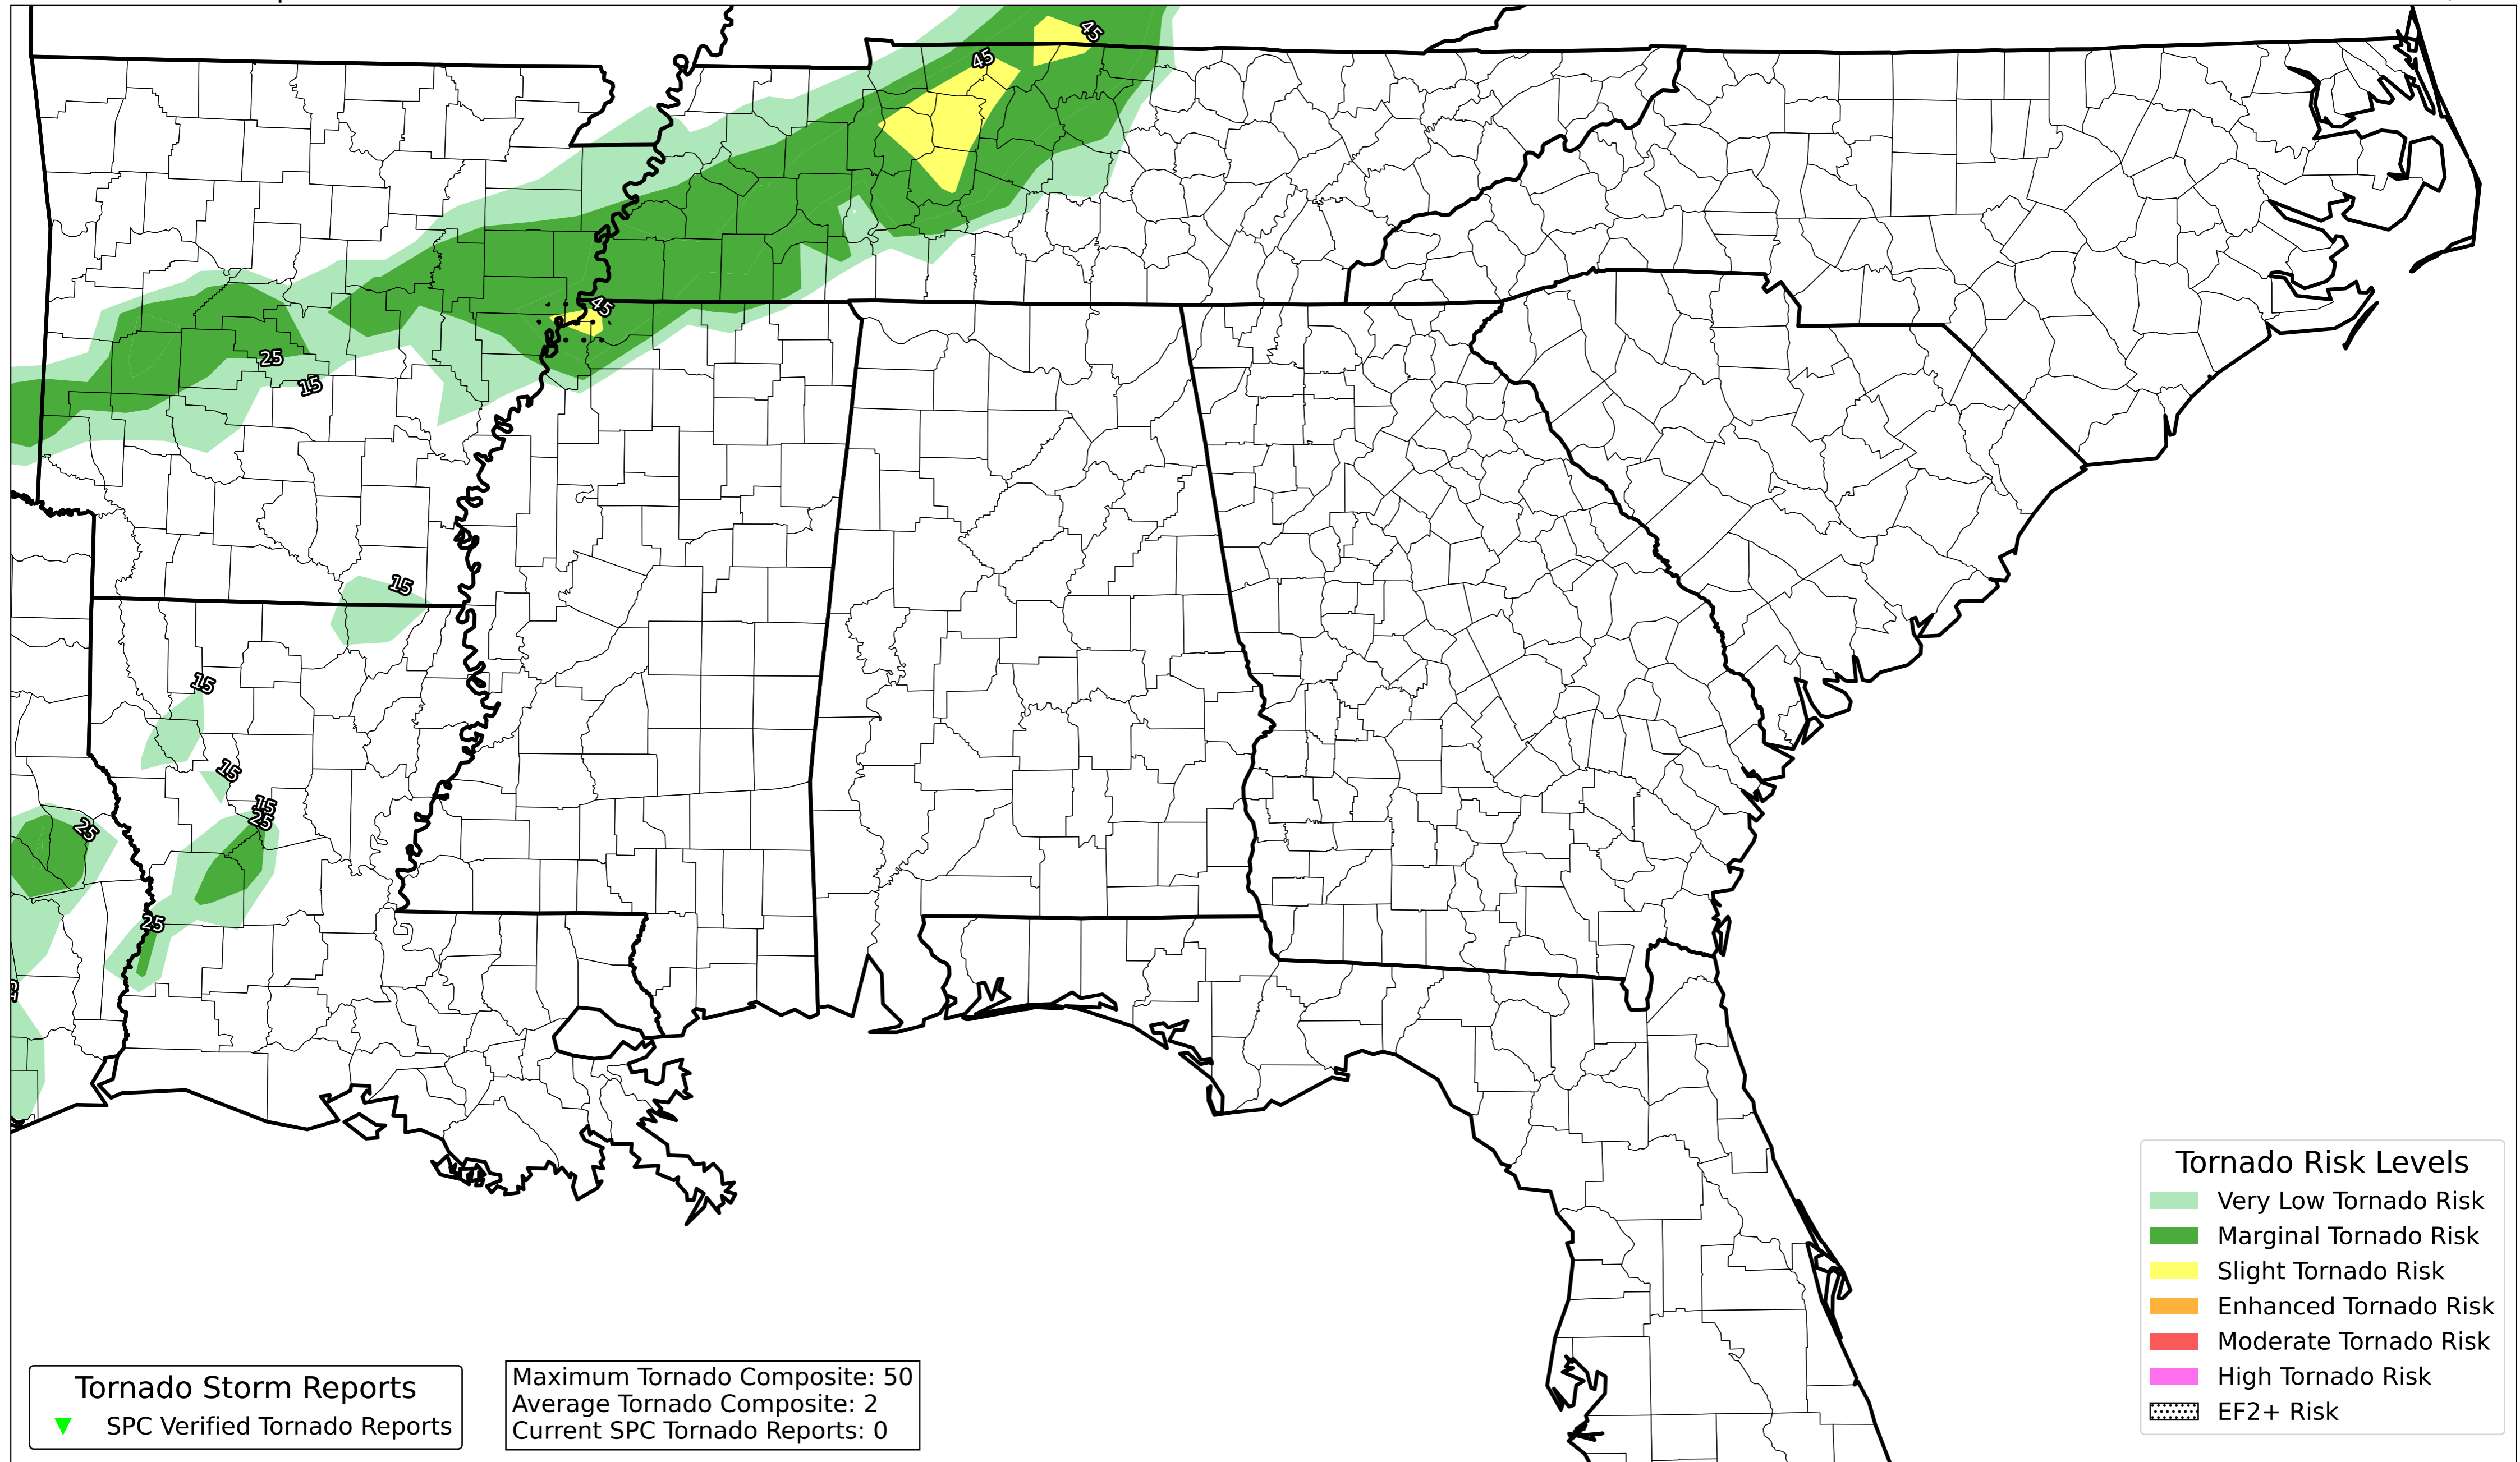 45
45
45
25
15
15
15
15
15
25
25
25
Tornado Risk Levels
Very Low Tornado Risk
Marginal Tornado Risk
Slight Tornado Risk
Enhanced Tornado Risk
Moderate Tornado Risk
High Tornado Risk
EF2+ Risk
Tornado Storm Reports
SPC Verified Tornado Reports
Maximum Tornado Composite: 50
Average Tornado Composite: 2
Current SPC Tornado Reports: 0